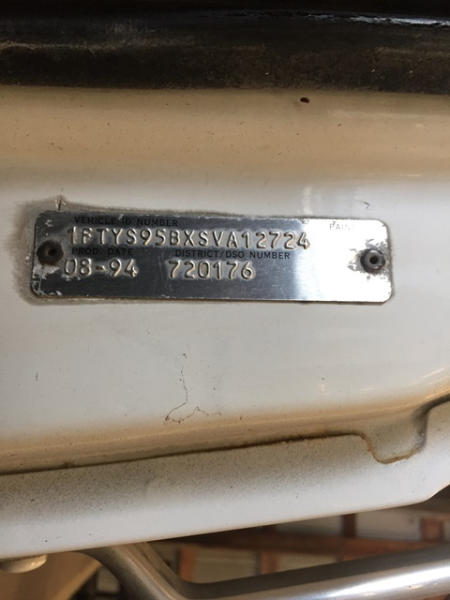 VEHICLE ID NUMBER PAINT
1FTYS95BXSVA12724
PROD. DATE DISTRICT/DSO NUMBER
08-94 720176